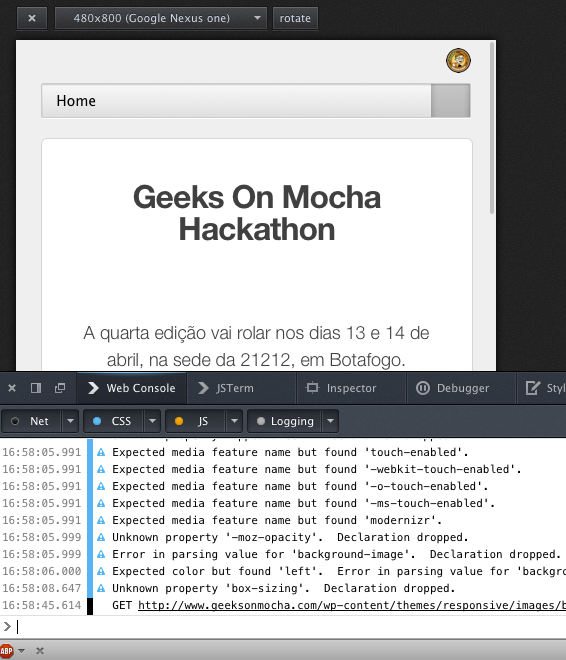 480x800 (Google Nexus one)
rotate
Home
Geeks On Mocha
Hackathon
A quarta edição vai rolar nos dias 13 e 14 de
abril, na sede da 21212, em Botafogo.
Web Console
JSTerm
Inspector
Debugger
Styl
Net
CSS
JS
Logging
16:58:05.991 Expected media feature name but found 'touch-enabled'.
16:58:05.991 Expected media feature name but found '-webkit-touch-enabled'.
16:58:05.991 Expected media feature name but found '-o-touch-enabled'.
16:58:05.991 Expected media feature name but found '-ms-touch-enabled'.
16:58:05.991 Expected media feature name but found 'modernizr'.
16:58:05.999 Unknown property '-moz-opacity'. Declaration dropped.
16:58:05.999 Error in parsing value for 'background-image'. Declaration dropped.
16:58:06.000 Expected color but found 'left'. Error in parsing value for 'backgro
16:58:08.647 Unknown property 'box-sizing'. Declaration dropped.
16:58:45.614 GET http://www.geeksonmocha.com/wp-content/themes/responsive/images/b
ABP